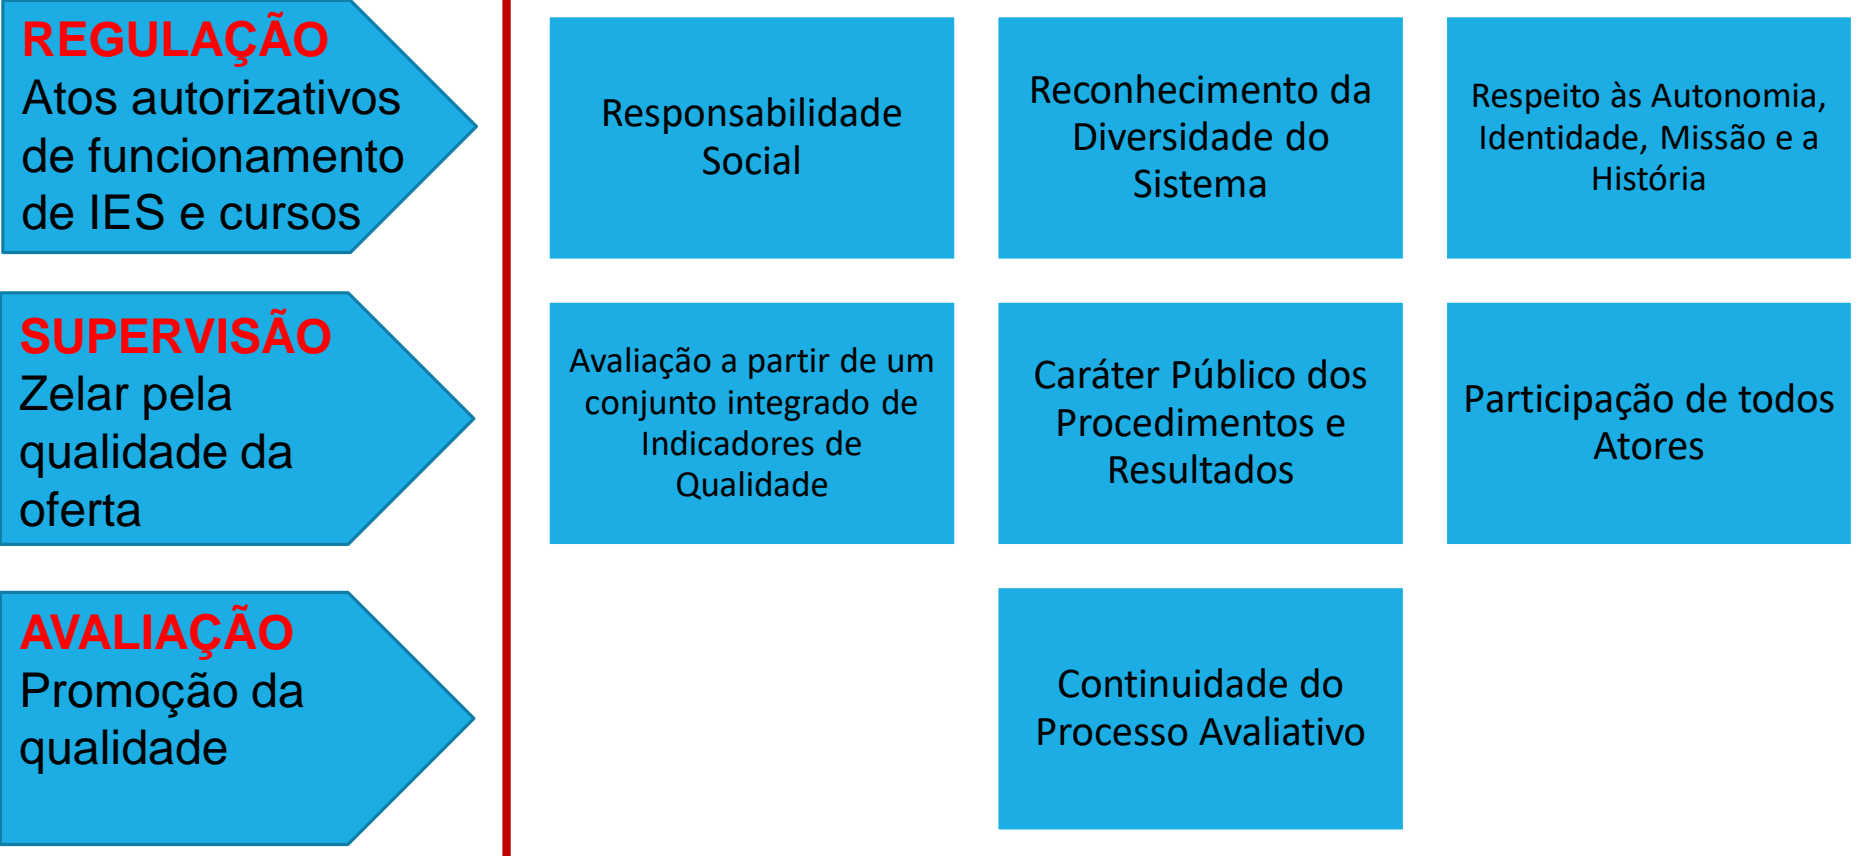 REGULAÇÃO
Atos autorizativos
de funcionamento
de IES e cursos
SUPERVISÃO
Zelar pela
qualidade da
oferta
AVALIAÇÃO
Promoção da
qualidade
Responsabilidade
Social
Reconhecimento da
Diversidade do
Sistema
Respeito às Autonomia,
Identidade, Missão e a
História
Avaliação a partir de um
conjunto integrado de
Indicadores de
Qualidade
Caráter Público dos
Procedimentos e
Resultados
Participação de todos
Atores
Continuidade do
Processo Avaliativo